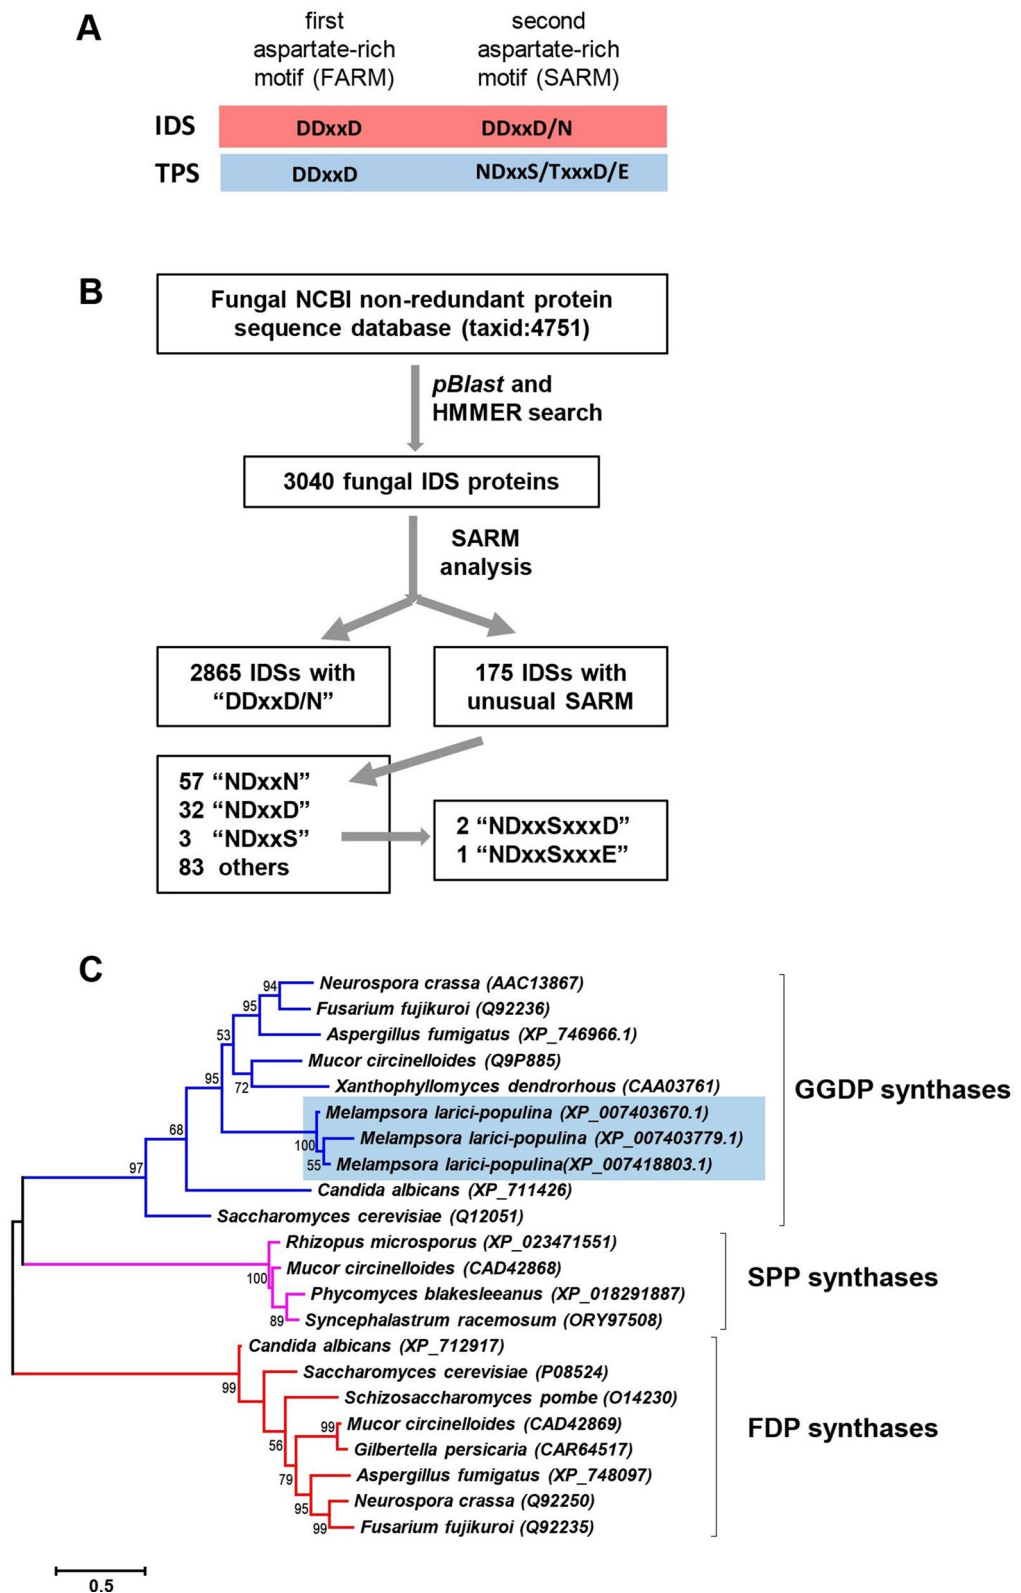 A
first
aspartate-rich
motif (FARM)
second
aspartate-rich
motif (SARM)
IDS
DDxxD
DDxxD/N
TPS
DDxxD
NDxxS/TxxxD/E
B
Fungal NCBI non-redundant protein
sequence database (taxid:4751)
pBlast and
HMMER search
3040 fungal IDS proteins
SARM
analysis
2865 IDSs with
“DDxxD/N”
175 IDSs with
unusual SARM
57 “NDxxN”
32 “NDxxD”
3 “NDxxS”
83 others
2 “NDxxSxxxD”
1 “NDxxSxxxE”
C
94
Neurospora crassa (AAC13867)
95
Fusarium fujikuroi (Q92236)
53
Aspergillus fumigatus (XP_746966.1)
Mucor circinelloides (Q9P885)
95
72
Xanthophyllomyces dendrorhous (CAA03761)
GGDP synthases
Melampsora larici-populina (XP_007403670.1)
68
100
Melampsora larici-populina (XP_007403779.1)
97
55
Melampsora larici-populina(XP_007418803.1)
Candida albicans (XP_711426)
Saccharomyces cerevisiae (Q12051)
Rhizopus microsporus (XP_023471551)
100
Mucor circinelloides (CAD42868)
SPP synthases
Phycomyces blakesleeanus (XP_018291887)
89
Syncephalastrum racemosum (ORY97508)
Candida albicans (XP_712917)
99
Saccharomyces cerevisiae (P08524)
Schizosaccharomyces pombe (O14230)
99
Mucor circinelloides (CAD42869)
FDP synthases
56
Gilbertella persicaria (CAR64517)
79
Aspergillus fumigatus (XP_748097)
95
Neurospora crassa (Q92250)
99
Fusarium fujikuroi (Q92235)
0.5